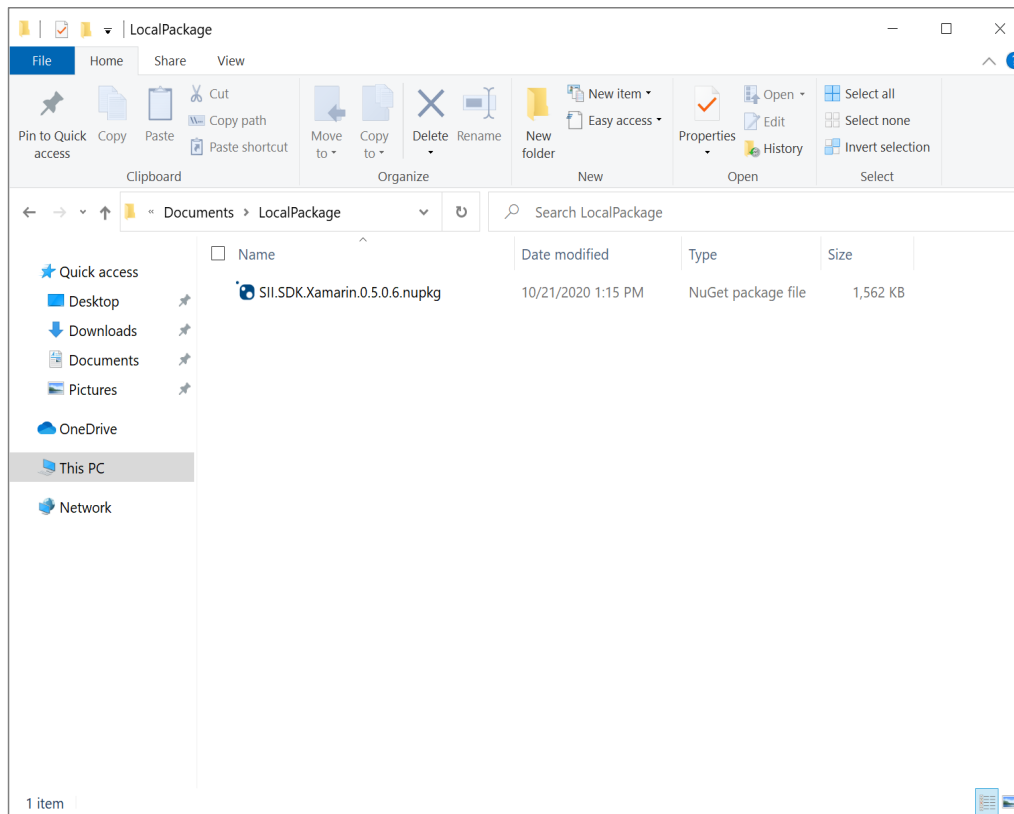 LocalPackage
File Home Share View
Pin to Quick access
Copy
Paste
Cut
Copy path
Paste shortcut
Move to
Copy to
Delete
Rename
New folder
New item
Easy access
Properties
Open
Edit
History
Select all
Select none
Invert selection
Clipboard Organize New Open Select
« Documents > LocalPackage
Search LocalPackage
Name Date modified Type Size
SII.SDK.Xamarin.0.5.0.6.nupkg 10/21/2020 1:15 PM NuGet package file 1,562 KB
Quick access
Desktop
Downloads
Documents
Pictures
OneDrive
This PC
Network
1 item